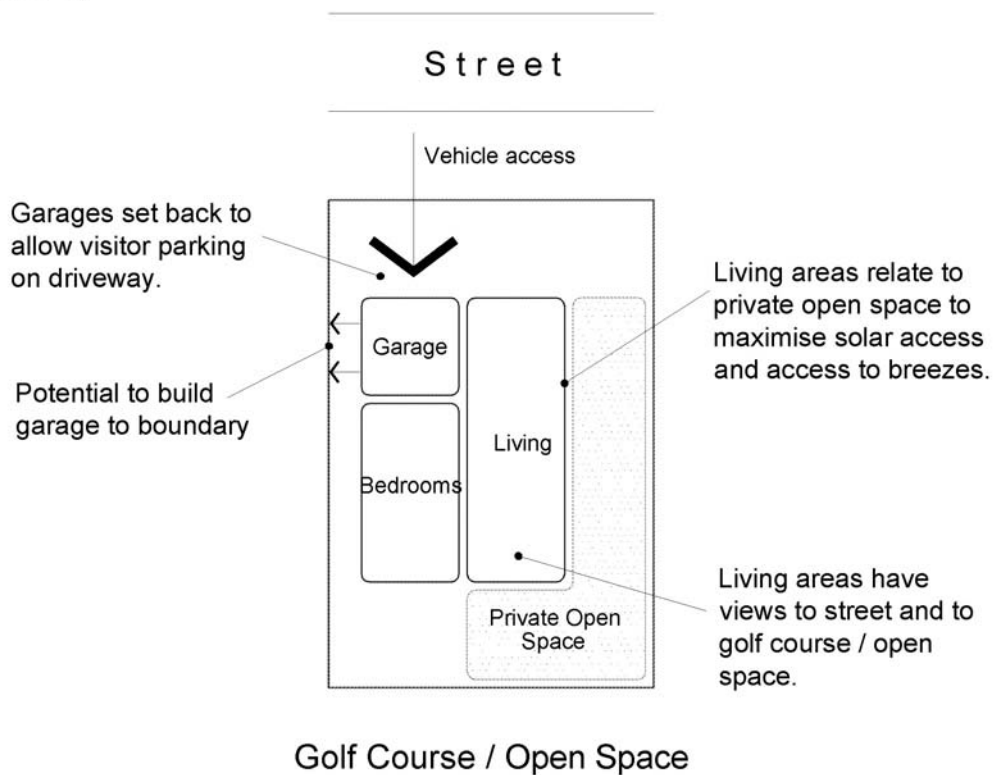 Street
Vehicle access
Garages set back to
allow visitor parking
on driveway.
Living areas relate to
private open space to
maximise solar access
and access to breezes.
Garage
Potential to build
garage to boundary
Living
Bedrooms
Living areas have
views to street and to
golf course / open
space.
Private Open
Space
Golf Course / Open Space